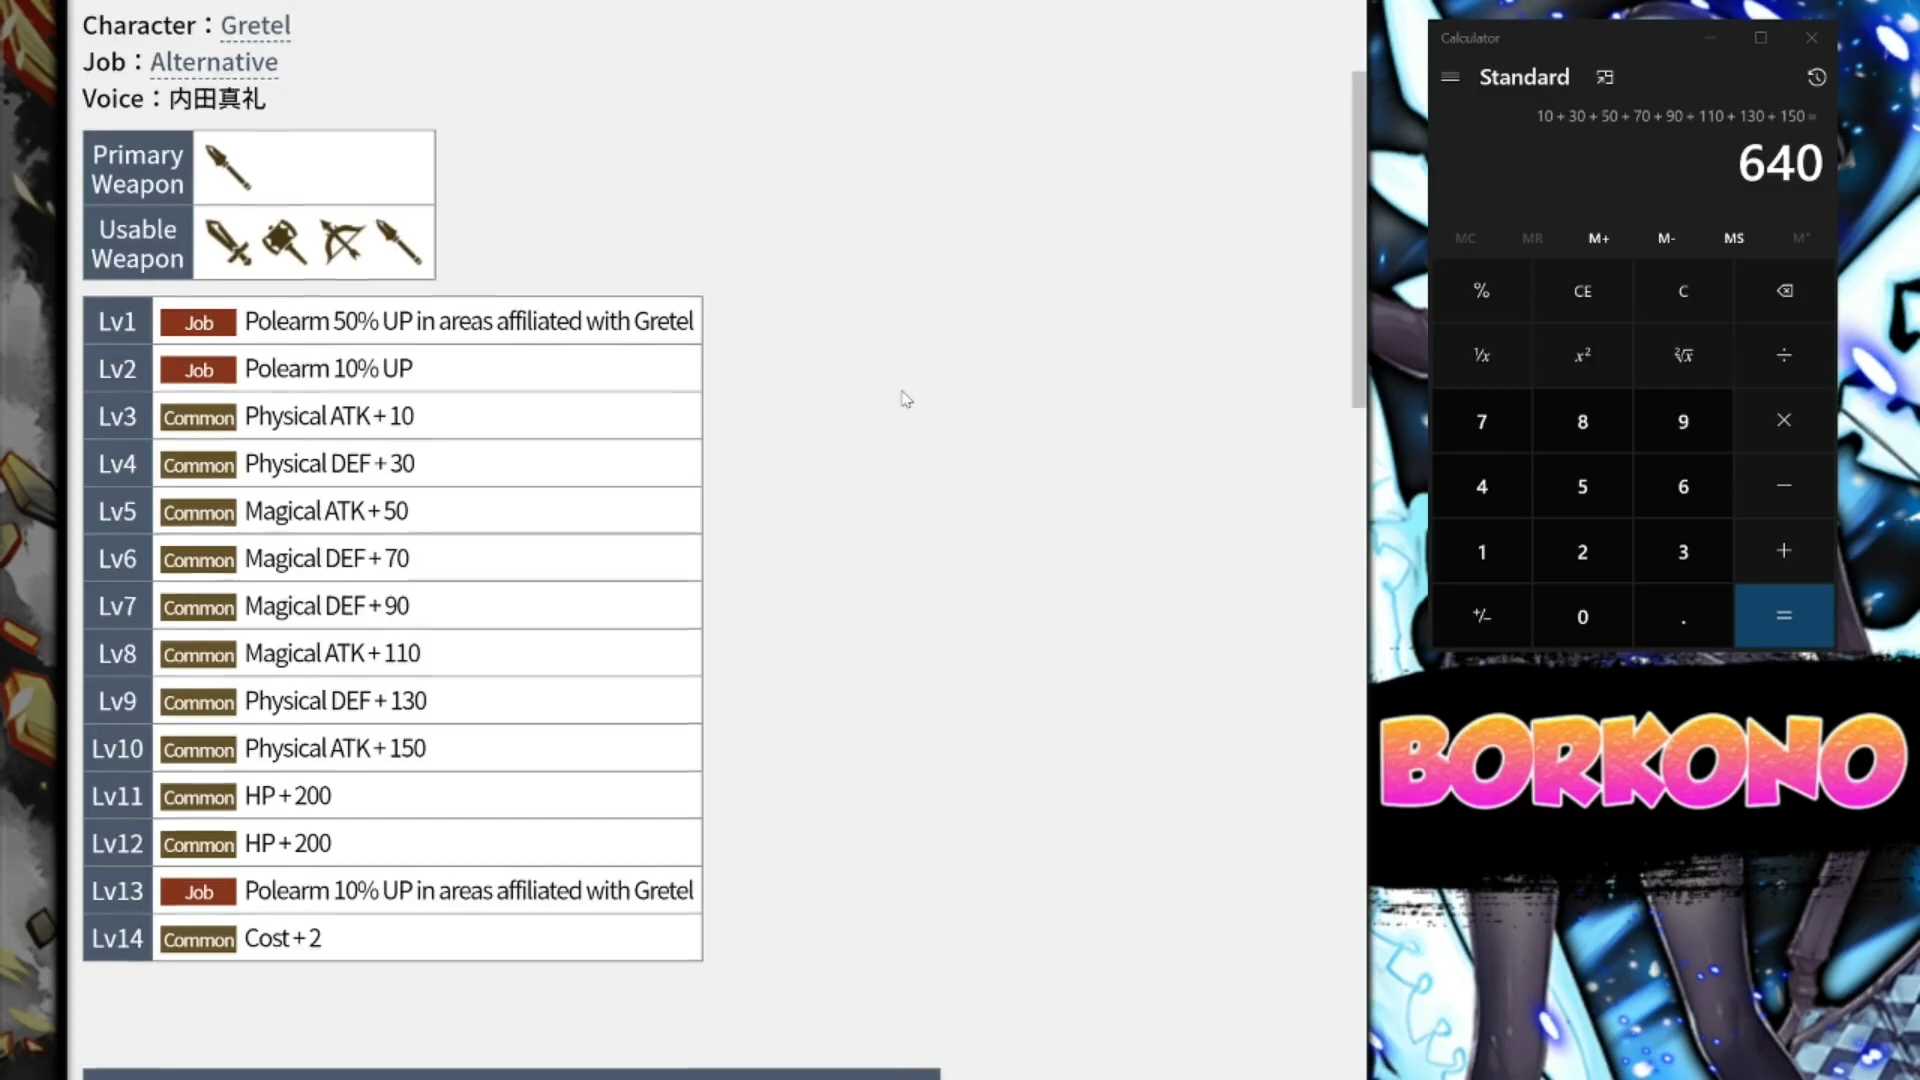 Character：Gretel
Job：Alternative
Voice：内田真礼
Primary Weapon
Usable Weapon
Lv1 Job Polearm 50% UP in areas affiliated with Gretel
Lv2 Job Polearm 10% UP
Lv3 Common Physical ATK + 10
Lv4 Common Physical DEF + 30
Lv5 Common Magical ATK + 50
Lv6 Common Magical DEF + 70
Lv7 Common Magical DEF + 90
Lv8 Common Magical ATK + 110
Lv9 Common Physical DEF + 130
Lv10 Common Physical ATK + 150
Lv11 Common HP + 200
Lv12 Common HP + 200
Lv13 Job Polearm 10% UP in areas affiliated with Gretel
Lv14 Common Cost + 2
Calculator
Standard
10 + 30 + 50 + 70 + 90 + 110 + 130 + 150 =
640
MC MR M+ M- MS M˅
% CE C
¹/x x² ²√x ÷
7 8 9 ×
4 5 6 −
1 2 3 +
+/− 0 . =
BORKONO